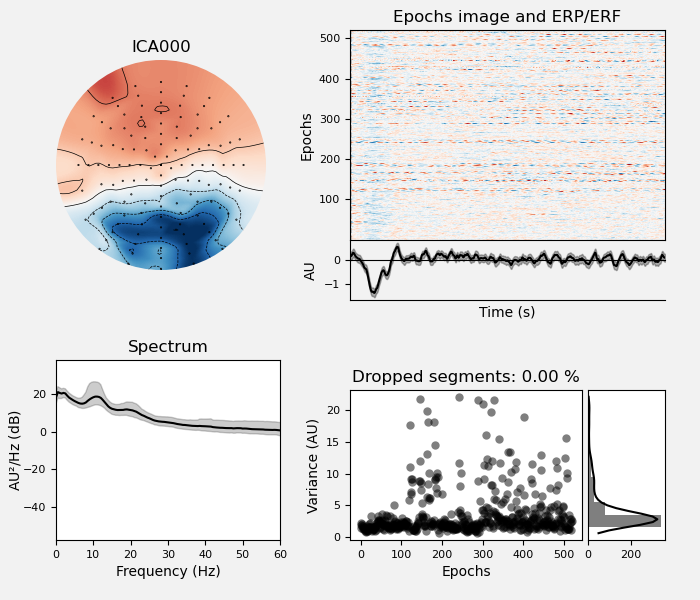 ICA000
Epochs image and ERP/ERF
500
400
300
200
100
Epochs
0
−1
AU
Time (s)
Spectrum
20
0
−20
−40
AU²/Hz (dB)
0 10 20 30 40 50 60
Frequency (Hz)
Dropped segments: 0.00 %
20
15
10
5
0
Variance (AU)
0 100 200 300 400 500
Epochs
0 200